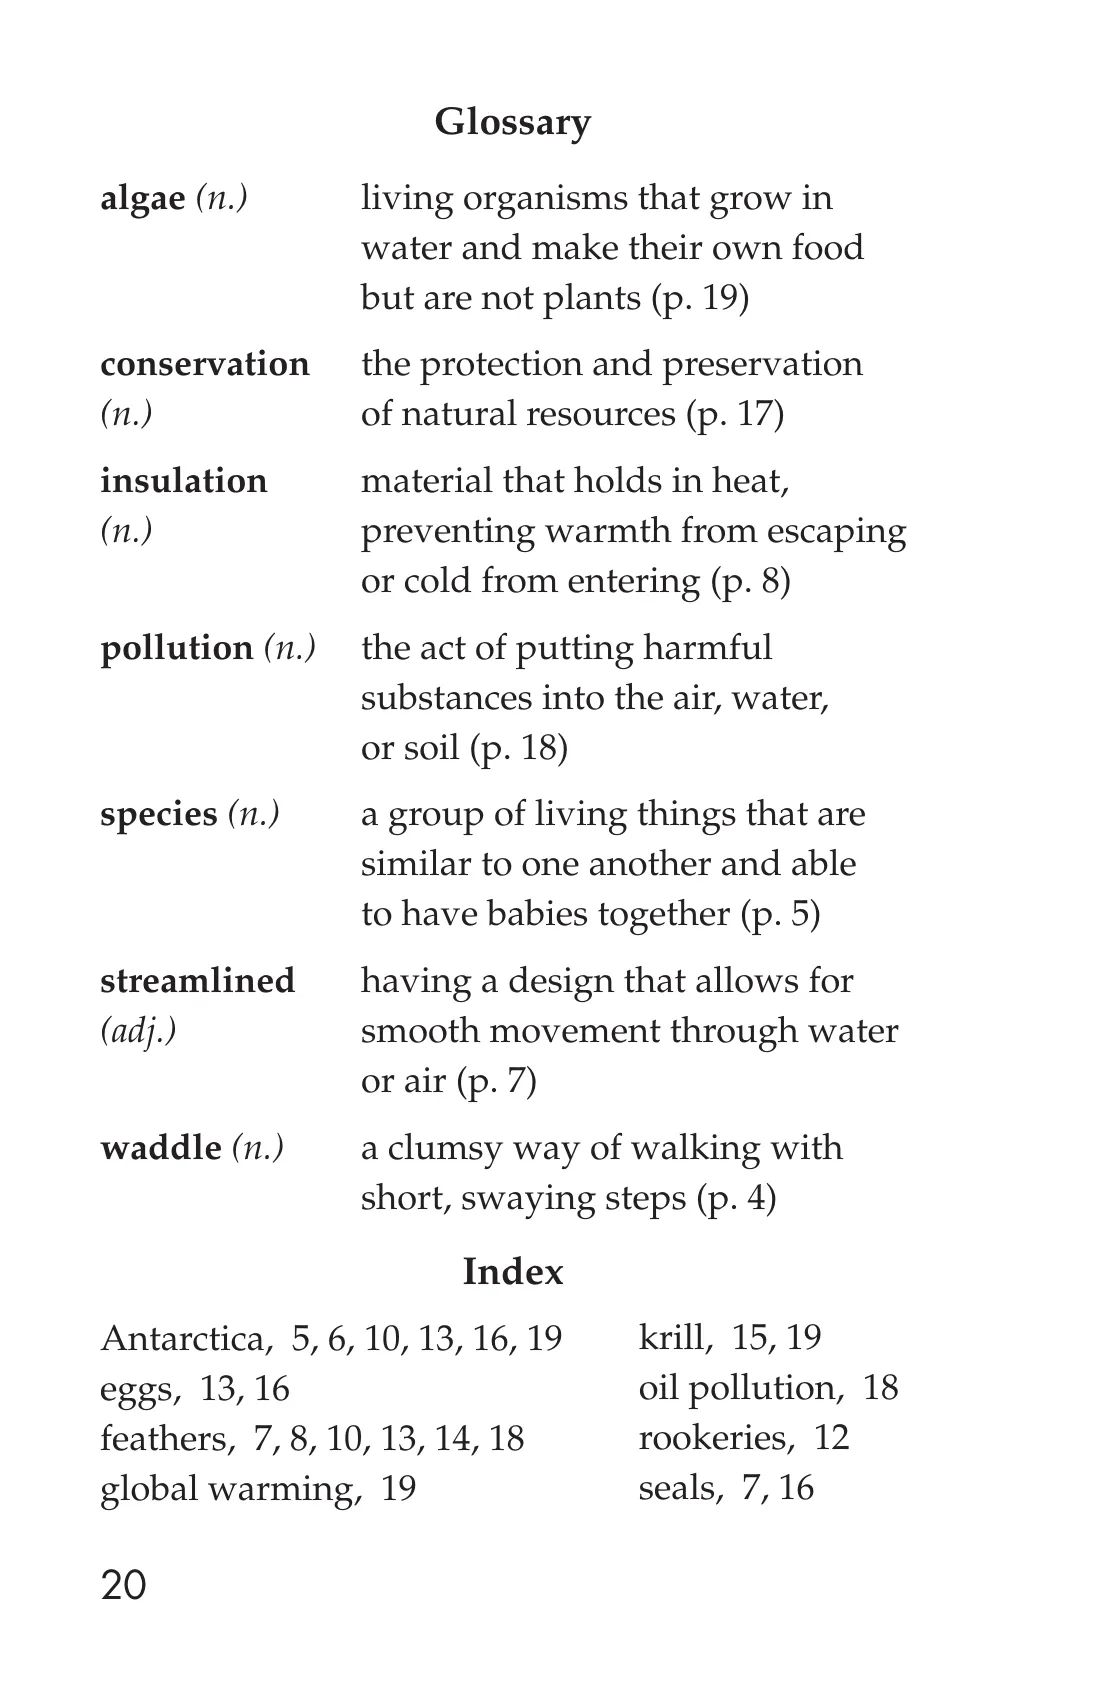 Glossary
algae (n.) living organisms that grow in
water and make their own food
but are not plants (p. 19)
conservation the protection and preservation
(n.) of natural resources (p. 17)
insulation material that holds in heat,
(n.) preventing warmth from escaping
or cold from entering (p. 8)
pollution (n.) the act of putting harmful
substances into the air, water,
or soil (p. 18)
species (n.) a group of living things that are
similar to one another and able
to have babies together (p. 5)
streamlined having a design that allows for
(adj.) smooth movement through water
or air (p. 7)
waddle (n.) a clumsy way of walking with
short, swaying steps (p. 4)
Index
Antarctica, 5, 6, 10, 13, 16, 19
eggs, 13, 16
feathers, 7, 8, 10, 13, 14, 18
global warming, 19
krill, 15, 19
oil pollution, 18
rookeries, 12
seals, 7, 16
20